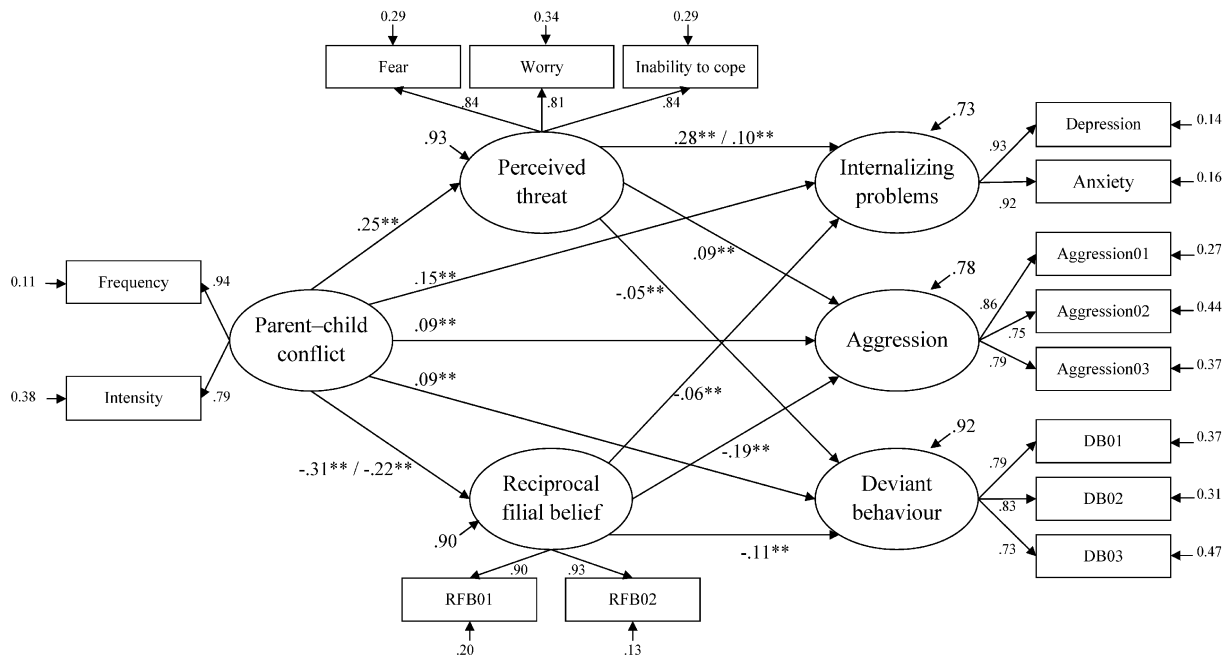 0.29
0.34
0.29
Fear
Worry
Inability to cope
.84
.81
.84
.93
Perceived
threat
.28** / .10**
.73
Internalizing
problems
Depression
0.14
.93
Anxiety
0.16
.92
.25**
.15**
.09**
-.05**
0.11
Frequency
.94
Parent–child
conflict
0.38
Intensity
.79
.09**
.09**
.78
Aggression
Aggression01
0.27
.86
Aggression02
0.44
.75
Aggression03
0.37
.79
-.31** / -.22**
-.06**
-.19**
-.11**
Reciprocal
filial belief
.90
.90
.93
RFB01
RFB02
.20
.13
.92
Deviant
behaviour
DB01
0.37
.79
DB02
0.31
.83
DB03
0.47
.73